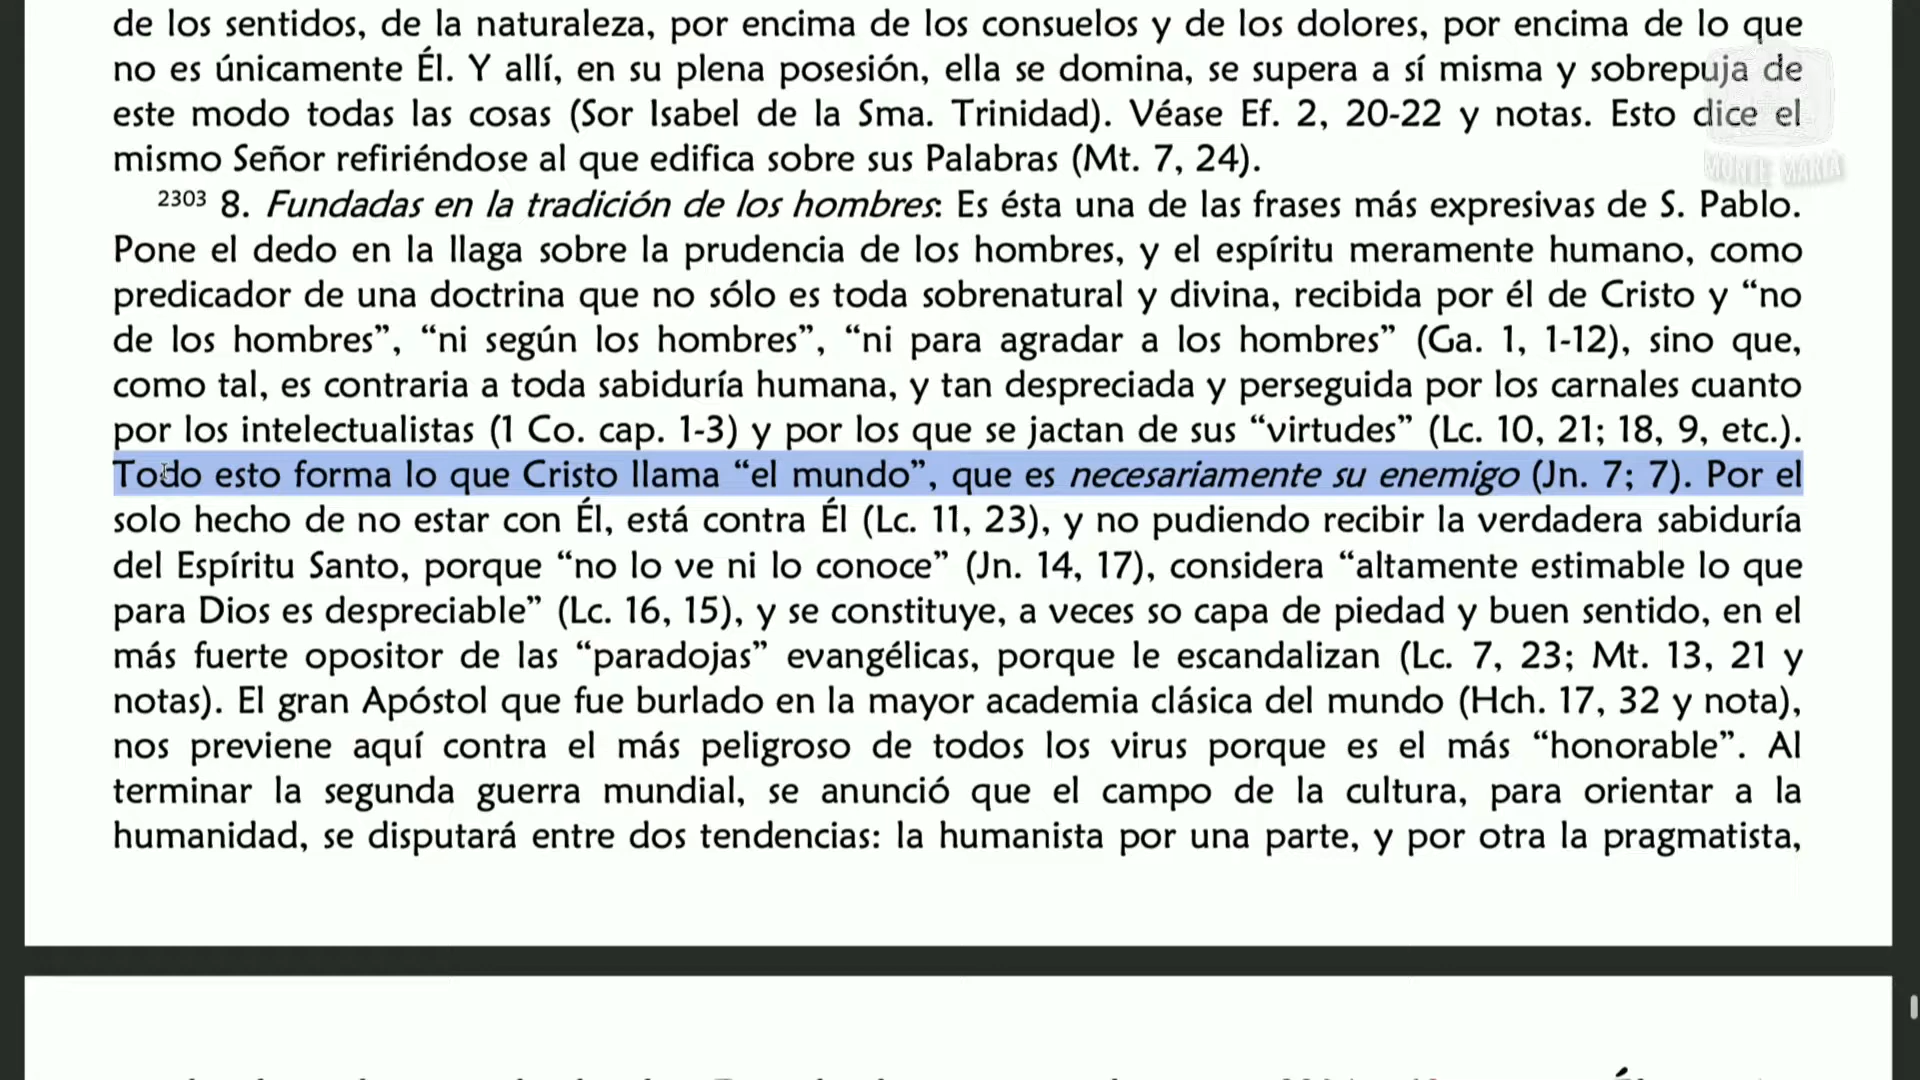 de los sentidos, de la naturaleza, por encima de los consuelos y de los dolores, por encima de lo que
no es únicamente Él. Y allí, en su plena posesión, ella se domina, se supera a sí misma y sobrepuja de
este modo todas las cosas (Sor Isabel de la Sma. Trinidad). Véase Ef. 2, 20-22 y notas. Esto dice el
mismo Señor refiriéndose al que edifica sobre sus Palabras (Mt. 7, 24).
MONTE MARÍA
2303 8. Fundadas en la tradición de los hombres: Es ésta una de las frases más expresivas de S. Pablo.
Pone el dedo en la llaga sobre la prudencia de los hombres, y el espíritu meramente humano, como
predicador de una doctrina que no sólo es toda sobrenatural y divina, recibida por él de Cristo y “no
de los hombres”, “ni según los hombres”, “ni para agradar a los hombres” (Ga. 1, 1-12), sino que,
como tal, es contraria a toda sabiduría humana, y tan despreciada y perseguida por los carnales cuanto
por los intelectualistas (1 Co. cap. 1-3) y por los que se jactan de sus “virtudes” (Lc. 10, 21; 18, 9, etc.).
Todo esto forma lo que Cristo llama “el mundo”, que es necesariamente su enemigo (Jn. 7; 7). Por el
solo hecho de no estar con Él, está contra Él (Lc. 11, 23), y no pudiendo recibir la verdadera sabiduría
del Espíritu Santo, porque “no lo ve ni lo conoce” (Jn. 14, 17), considera “altamente estimable lo que
para Dios es despreciable” (Lc. 16, 15), y se constituye, a veces so capa de piedad y buen sentido, en el
más fuerte opositor de las “paradojas” evangélicas, porque le escandalizan (Lc. 7, 23; Mt. 13, 21 y
notas). El gran Apóstol que fue burlado en la mayor academia clásica del mundo (Hch. 17, 32 y nota),
nos previene aquí contra el más peligroso de todos los virus porque es el más “honorable”. Al
terminar la segunda guerra mundial, se anunció que el campo de la cultura, para orientar a la
humanidad, se disputará entre dos tendencias: la humanista por una parte, y por otra la pragmatista,